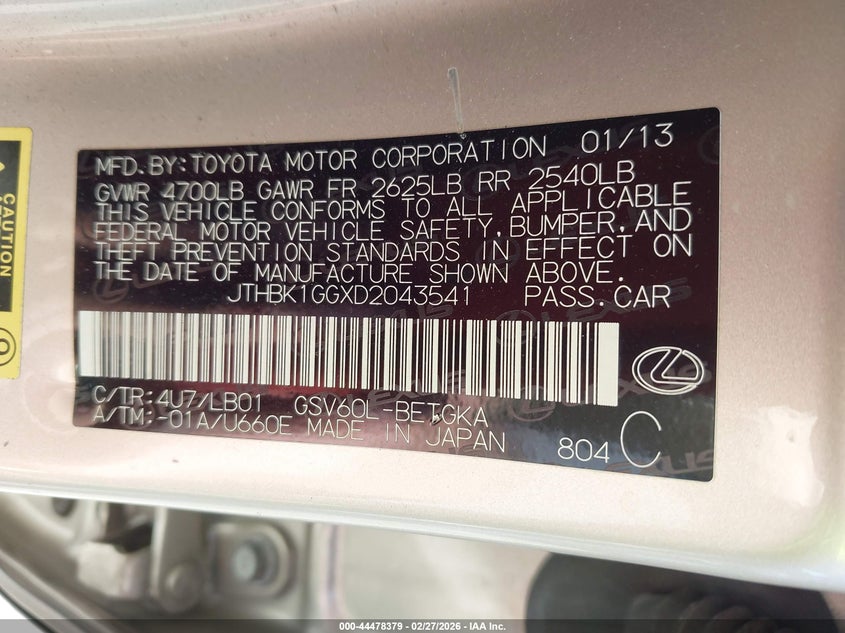 MFD.BY:TOYOTA MOTOR CORPORATION 01/13
GVWR 4700LB GAWR FR 2625LB RR 2540LB
THIS VEHICLE CONFORMS TO ALL APPLICABLE
FEDERAL MOTOR VEHICLE SAFETY,BUMPER,AND
THEFT PREVENTION STANDARDS IN EFFECT ON
THE DATE OF MANUFACTURE SHOWN ABOVE.
JTHBK1GGXD2043541 PASS.CAR
C/TR:4U7/LB01 GSV60L-BETGKA
A/TM:-01A/U660E MADE IN JAPAN
804 C
CAUTION
000-44478379 - 02/27/2026 - IAA Inc.